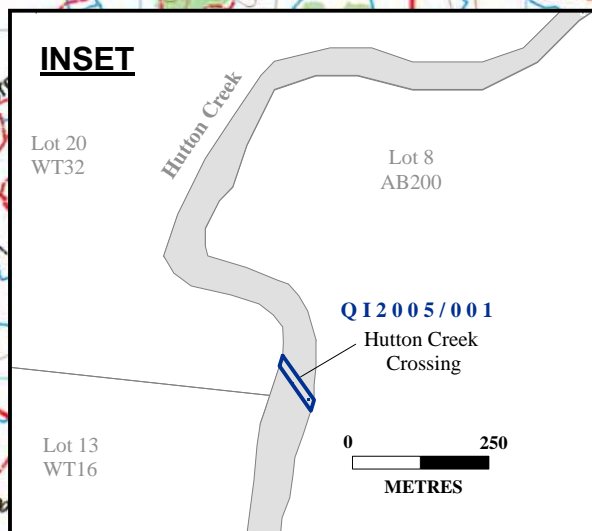 INSET
Lot 20
WT32
Hutton Creek
Lot 8
AB200
QI2005/001
Hutton Creek
Crossing
Lot 13
WT16
0 250
METRES